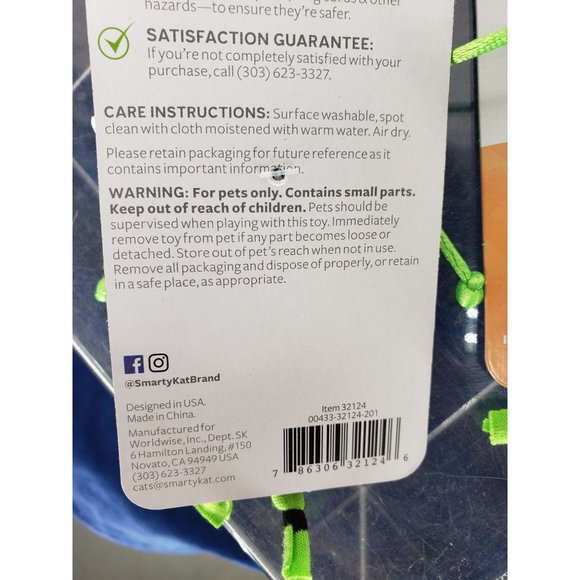 hazards—to ensure they're safer.
SATISFACTION GUARANTEE:
If you're not completely satisfied with your
purchase, call (303) 623-3327.
CARE INSTRUCTIONS: Surface washable, spot
clean with cloth moistened with warm water. Air dry.
Please retain packaging for future reference as it
contains important information.
WARNING: For pets only. Contains small parts.
Keep out of reach of children. Pets should be
supervised when playing with this toy. Immediately
remove toy from pet if any part becomes loose or
detached. Store out of pet's reach when not in use.
Remove all packaging and dispose of properly, or retain
in a safe place, as appropriate.
@SmartyKatBrand
Designed in USA.
Made in China.
Manufactured for
Worldwise, Inc., Dept. SK
6 Hamilton Landing, #150
Novato, CA 94949 USA
(303) 623-3327
cats@smartykat.com
Item 32124
00433-32124-201
7 86306 32124 6